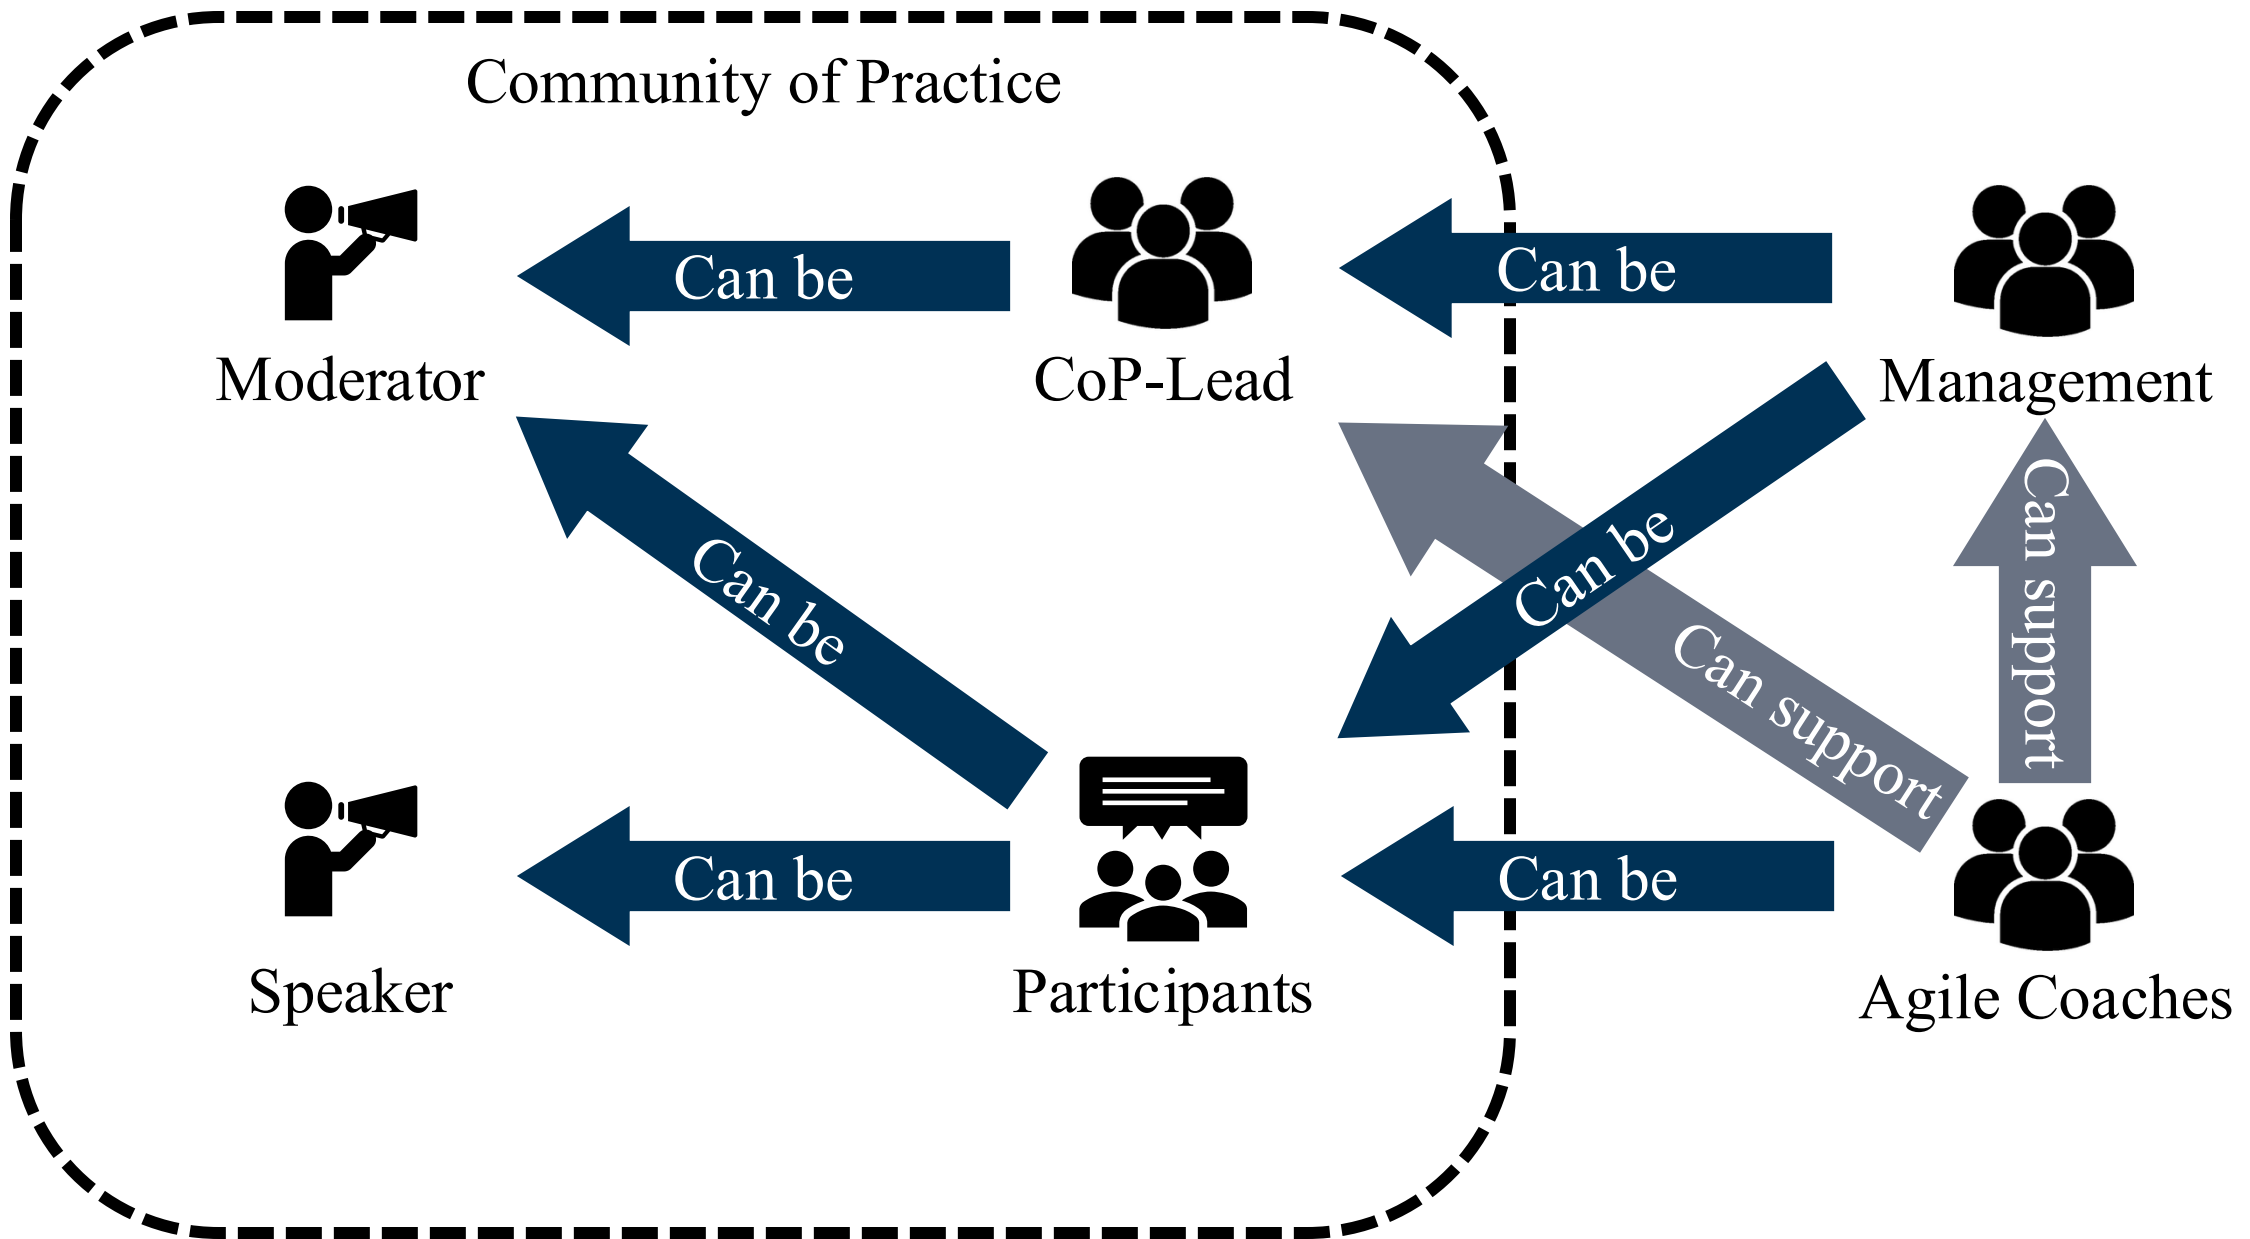 Community of Practice
Can be
Can be
Moderator
CoP-Lead
Management
Can be
Can be
Can support
Can support
Can be
Can be
Speaker
Participants
Agile Coaches